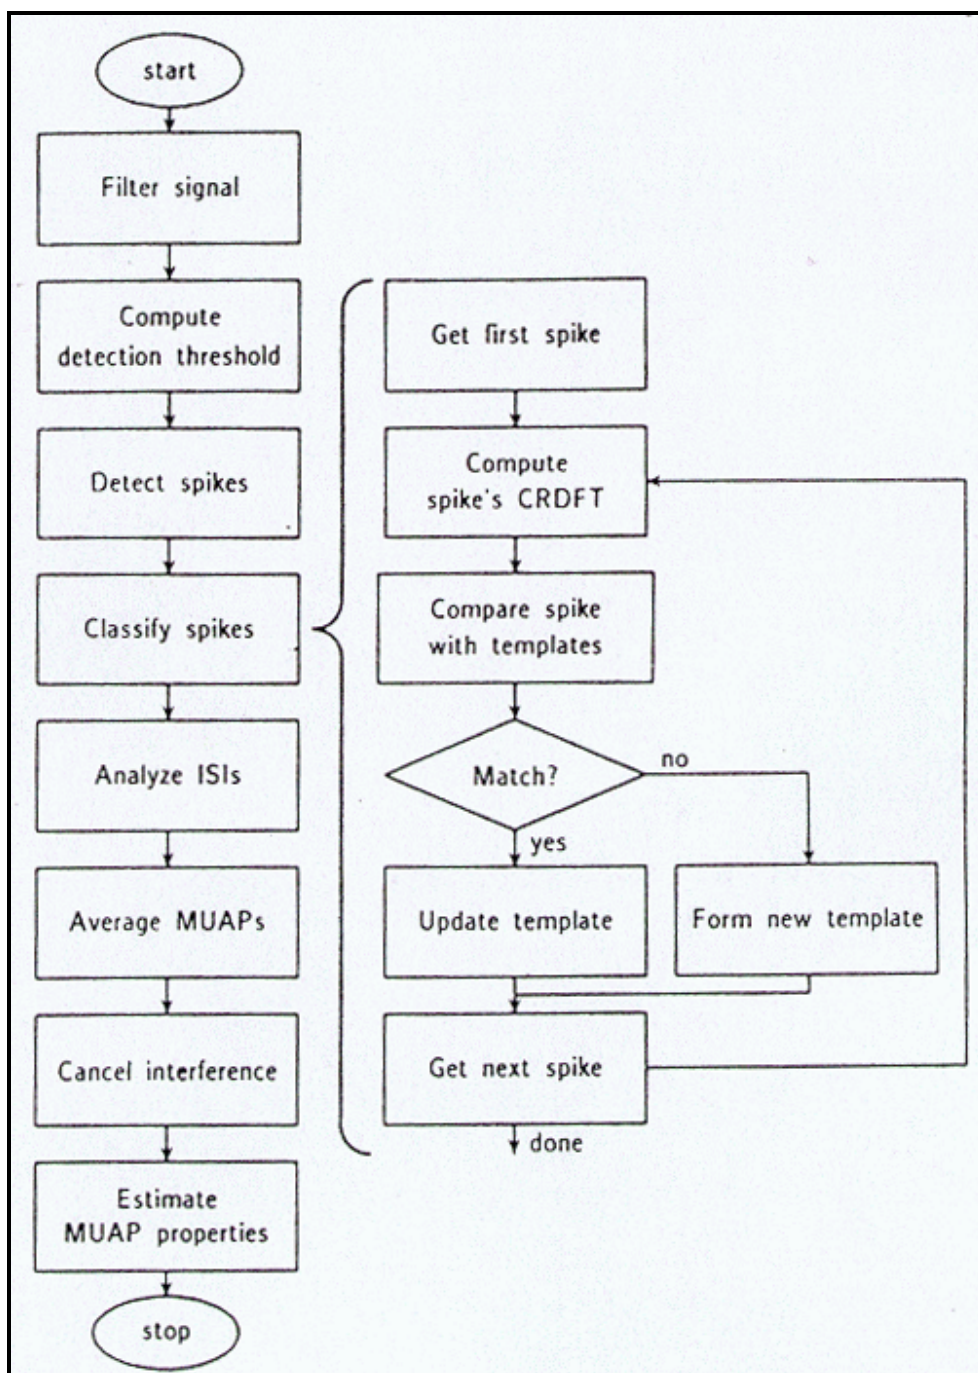 start
Filter signal
Compute
detection threshold
Detect spikes
Classify spikes
Analyze ISIs
Average MUAPs
Cancel interference
Estimate
MUAP properties
stop
Get first spike
Compute
spike's CRDFT
Compare spike
with templates
Match?
no
yes
Update template
Form new template
Get next spike
done